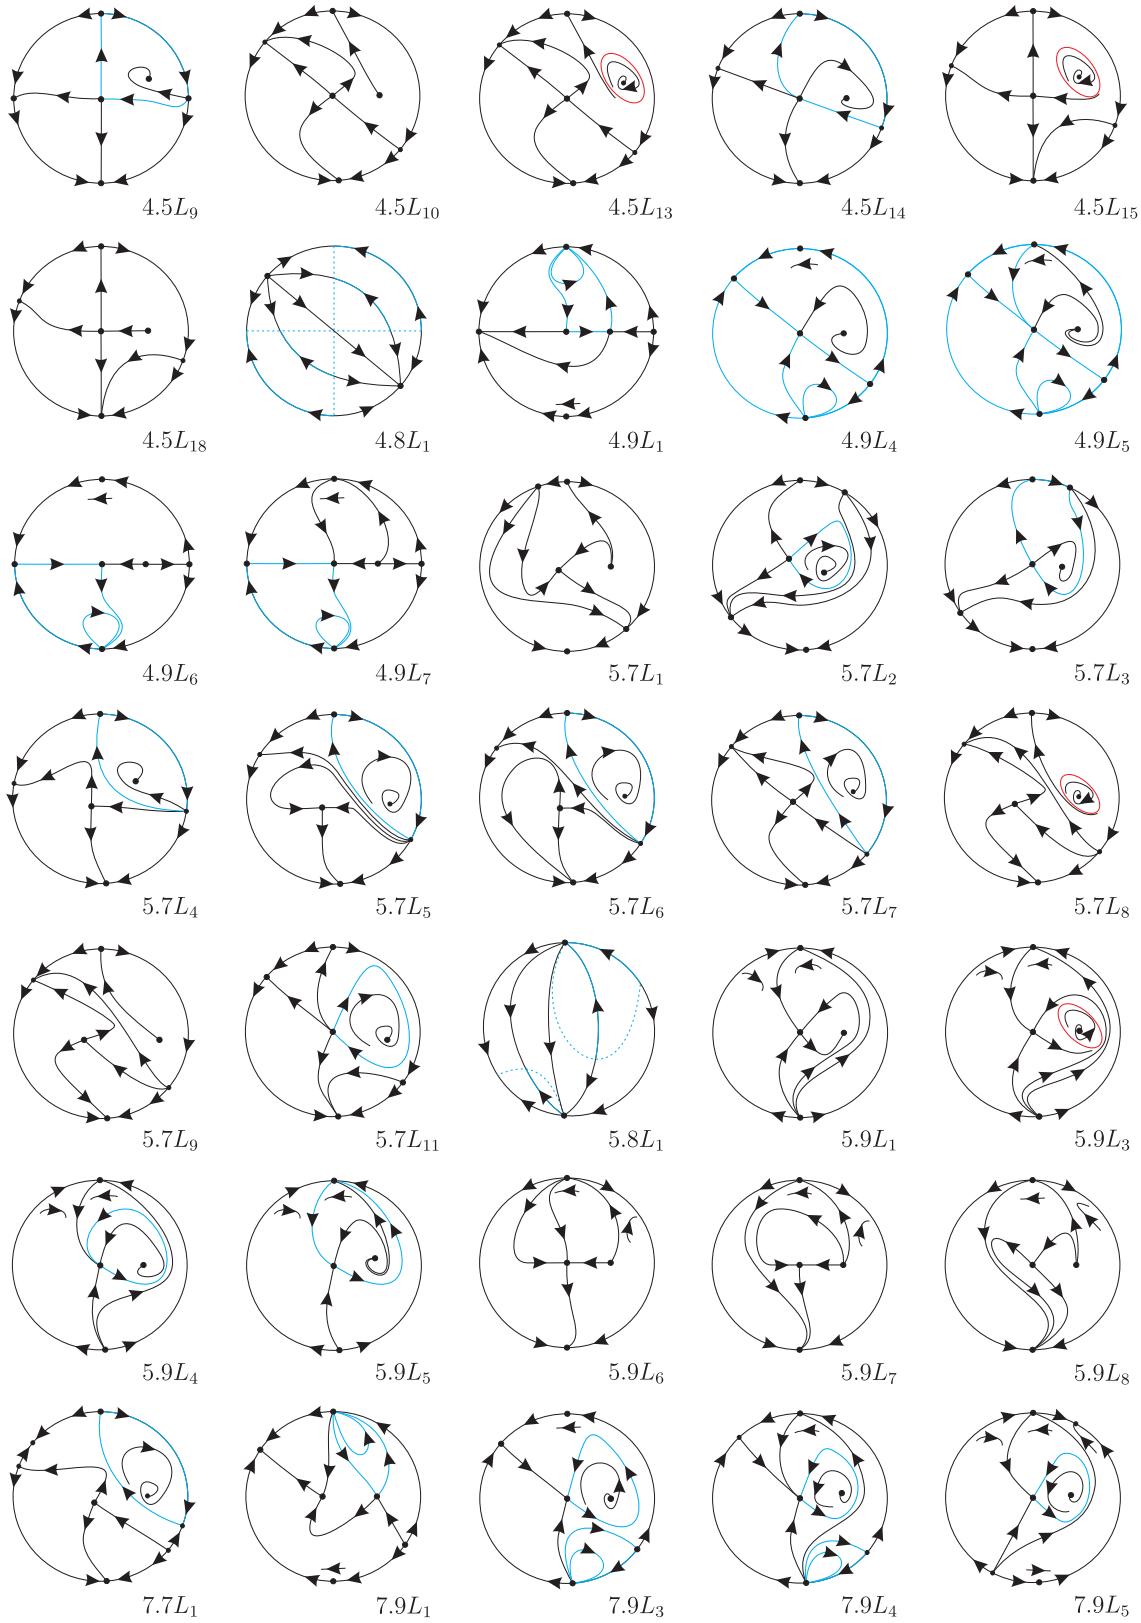 4.5L₉ 4.5L₁₀ 4.5L₁₃ 4.5L₁₄ 4.5L₁₅
4.5L₁₈ 4.8L₁ 4.9L₁ 4.9L₄ 4.9L₅
4.9L₆ 4.9L₇ 5.7L₁ 5.7L₂ 5.7L₃
5.7L₄ 5.7L₅ 5.7L₆ 5.7L₇ 5.7L₈
5.7L₉ 5.7L₁₁ 5.8L₁ 5.9L₁ 5.9L₃
5.9L₄ 5.9L₅ 5.9L₆ 5.9L₇ 5.9L₈
7.7L₁ 7.9L₁ 7.9L₃ 7.9L₄ 7.9L₅